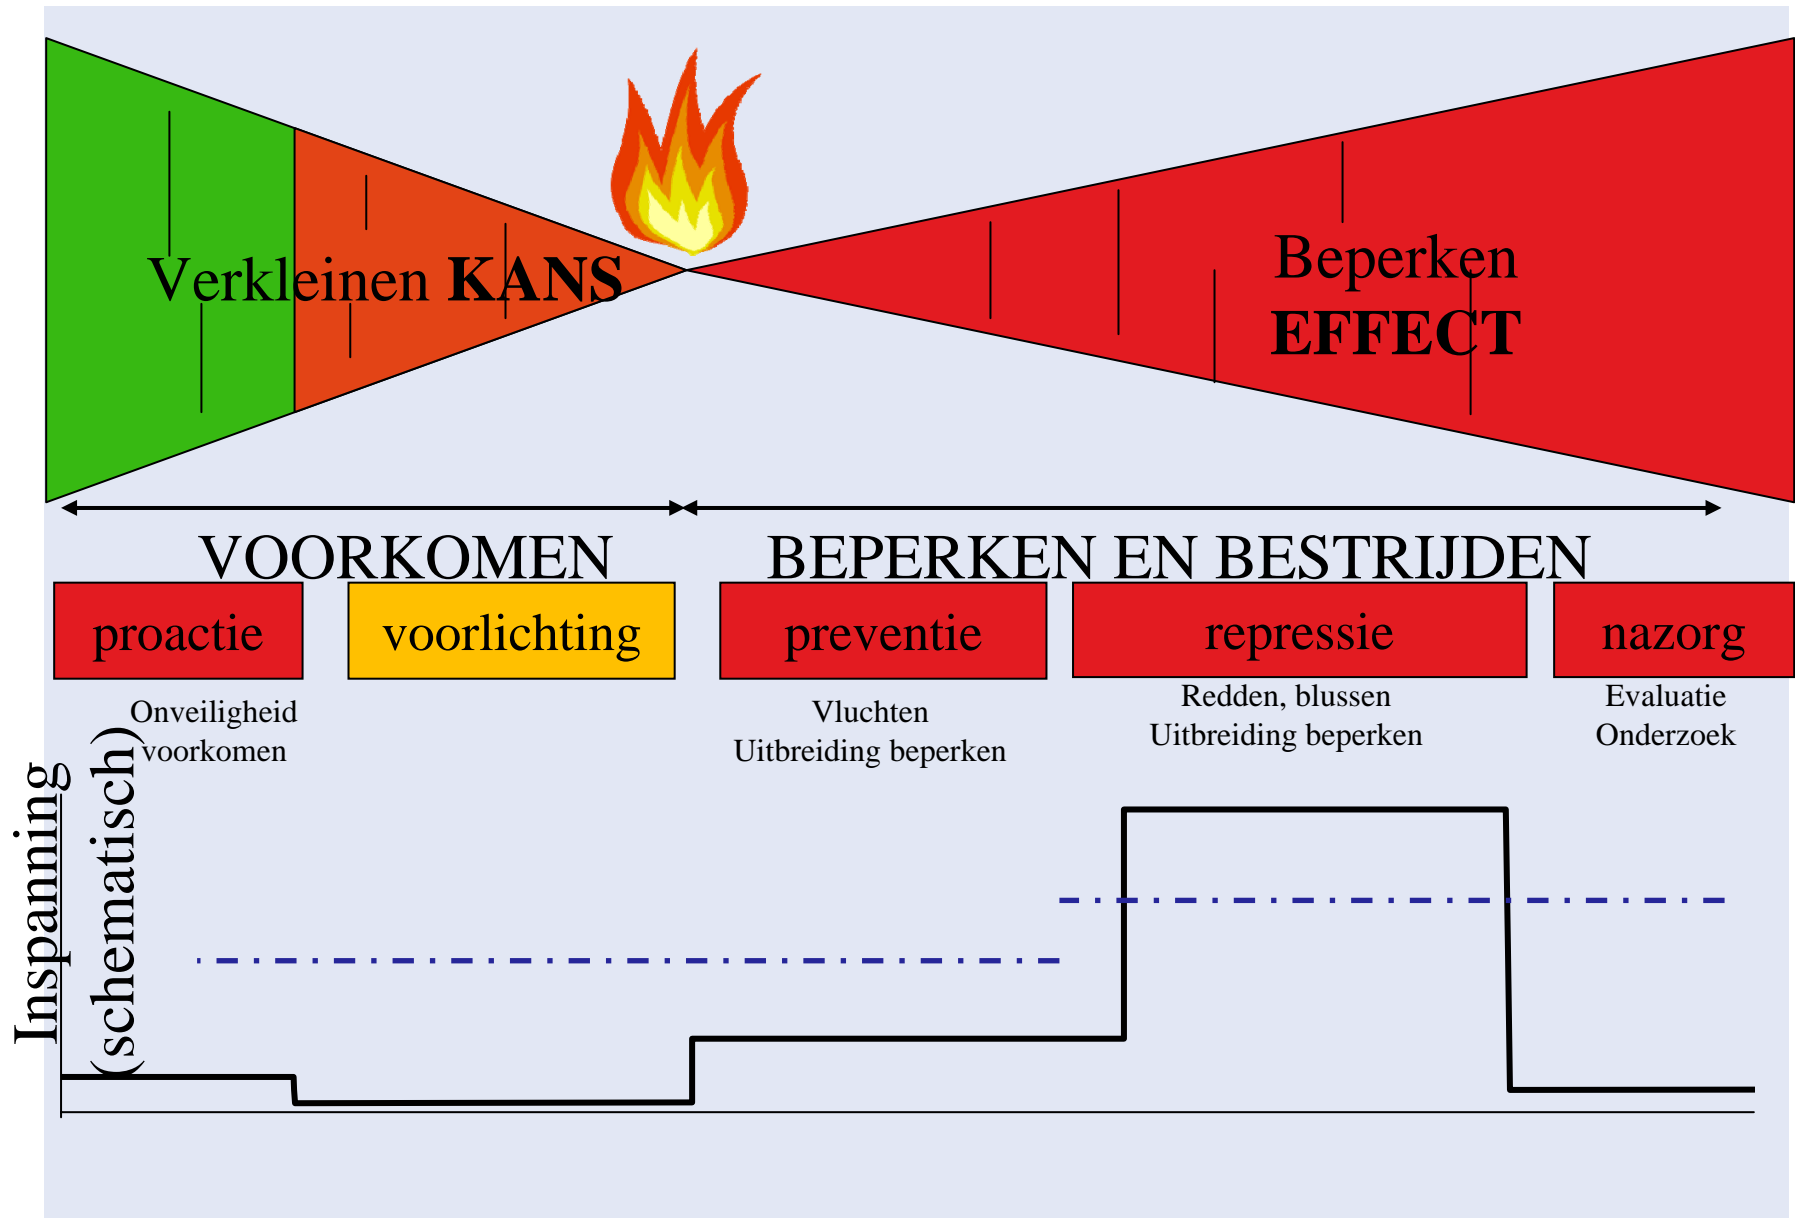 Verkleinen KANS
Beperken
EFFECT
VOORKOMEN
BEPERKEN EN BESTRIJDEN
proactie
voorlichting
preventie
repressie
nazorg
Onveiligheid
voorkomen
Vluchten
Uitbreiding beperken
Redden, blussen
Uitbreiding beperken
Evaluatie
Onderzoek
Inspanning
(schematisch)